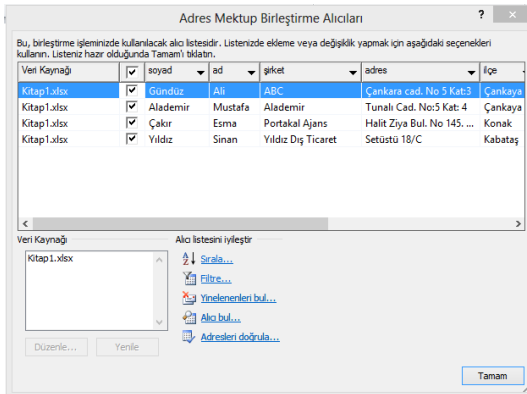 Adres Mektup Birleştirme Alıcıları ? x
Bu, birleştirme işleminizde kullanılacak alıcı listesidir. Listenizde ekleme veya değişiklik yapmak için aşağıdaki seçenekleri
kullanın. Listeniz hazır olduğunda Tamam'ı tıklatın.
Veri Kaynağı soyad ad şirket adres ilçe
Kitap1.xlsx Gündüz Ali ABC Çankara cad. No 5 Kat:3 Çankaya
Kitap1.xlsx Alademir Mustafa Alademir Tunalı Cad. No:5 Kat: 4 Çankaya
Kitap1.xlsx Çakır Esma Portakal Ajans Halit Ziya Bul. No 145. ... Konak
Kitap1.xlsx Yıldız Sinan Yıldız Dış Ticaret Setüstü 18/C Kabataş
Veri Kaynağı Alıcı listesini iyileştir
Kitap1.xlsx
Sırala...
Filtre...
Yinelenenleri bul...
Alıcı bul...
Adresleri doğrula...
Düzenle... Yenile
Tamam